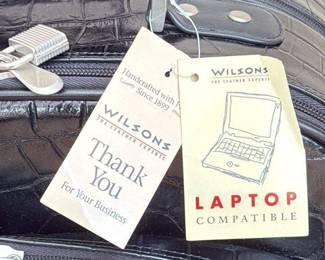 Handcrafted with
Since 1899
WILSONS
THE LEATHER EXPERTS
Thank
You
For Your Business
WILSONS
THE LEATHER EXPERTS
LAPTOP
COMPATIBLE